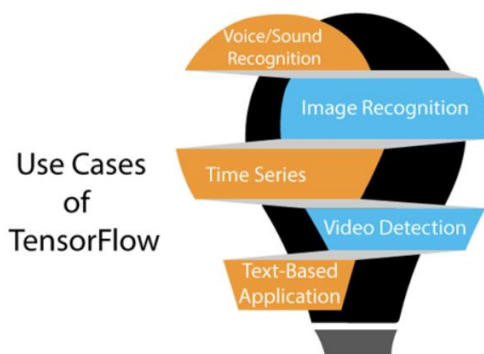 Voice/Sound
Recognition
Image Recognition
Use Cases
of
TensorFlow
Time Series
Video Detection
Text-Based
Application